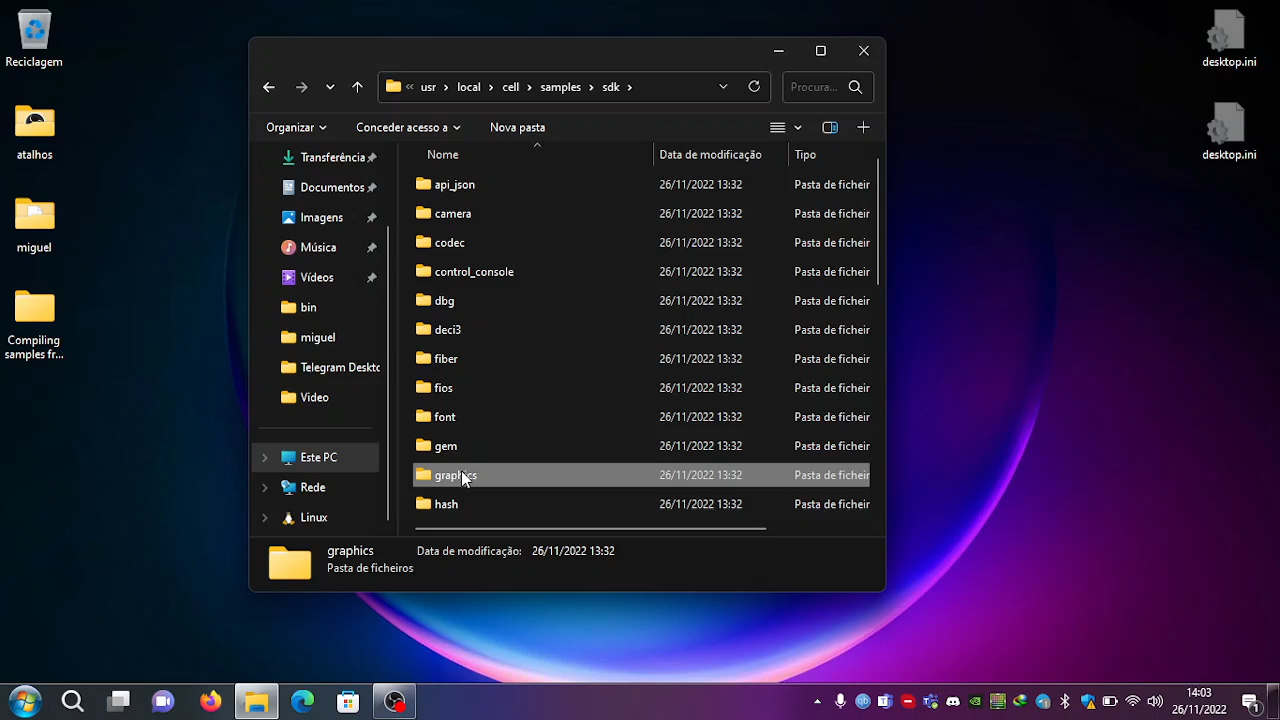 Reciclagem
atalhos
miguel
Compiling
samples fr...
desktop.ini
desktop.ini
usr › local › cell › samples › sdk ›
Procura...
Organizar
Conceder acesso a
Nova pasta
Transferência
Documentos
Imagens
Música
Vídeos
bin
miguel
Telegram Deskto
Video
Este PC
Rede
Linux
Nome Data de modificação Tipo
api_json 26/11/2022 13:32 Pasta de ficheir
camera 26/11/2022 13:32 Pasta de ficheir
codec 26/11/2022 13:32 Pasta de ficheir
control_console 26/11/2022 13:32 Pasta de ficheir
dbg 26/11/2022 13:32 Pasta de ficheir
deci3 26/11/2022 13:32 Pasta de ficheir
fiber 26/11/2022 13:32 Pasta de ficheir
fios 26/11/2022 13:32 Pasta de ficheir
font 26/11/2022 13:32 Pasta de ficheir
gem 26/11/2022 13:32 Pasta de ficheir
graphics 26/11/2022 13:32 Pasta de ficheir
hash 26/11/2022 13:32 Pasta de ficheir
graphics Data de modificação: 26/11/2022 13:32
Pasta de ficheiros
14:03
26/11/2022